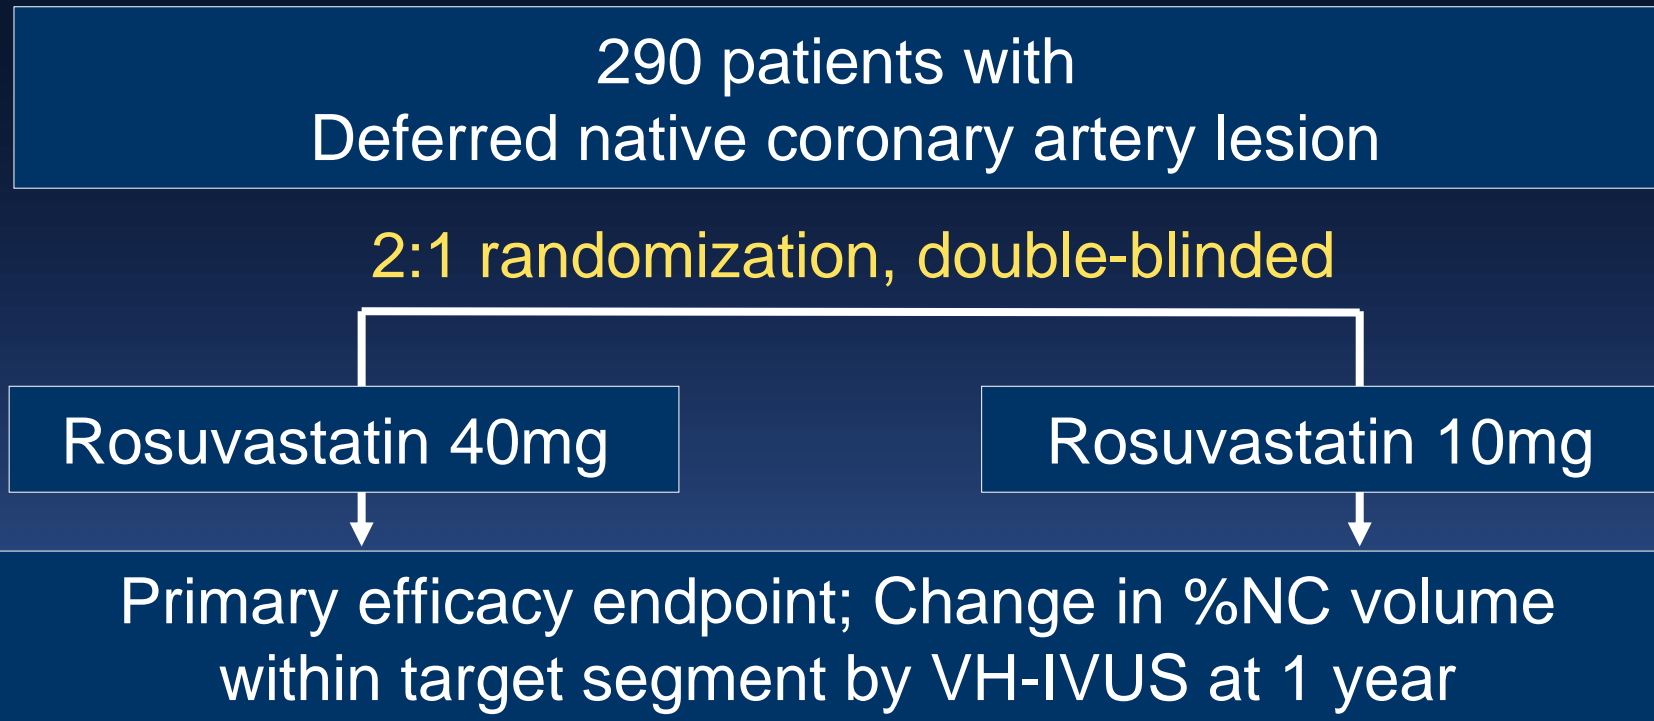 290 patients with
Deferred native coronary artery lesion
2:1 randomization, double-blinded
Rosuvastatin 40mg
Rosuvastatin 10mg
Primary efficacy endpoint; Change in %NC volume
within target segment by VH-IVUS at 1 year